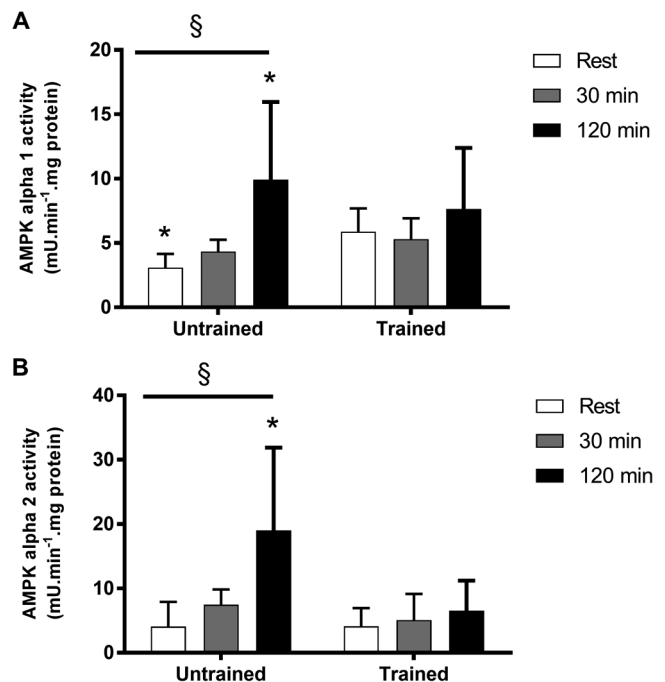 A
§
AMPK alpha 1 activity
(mU.min⁻¹.mg protein)
20
15
10
5
0
*
*
Untrained
Trained
Rest
30 min
120 min
B
§
AMPK alpha 2 activity
(mU.min⁻¹.mg protein)
40
30
20
10
0
*
Untrained
Trained
Rest
30 min
120 min